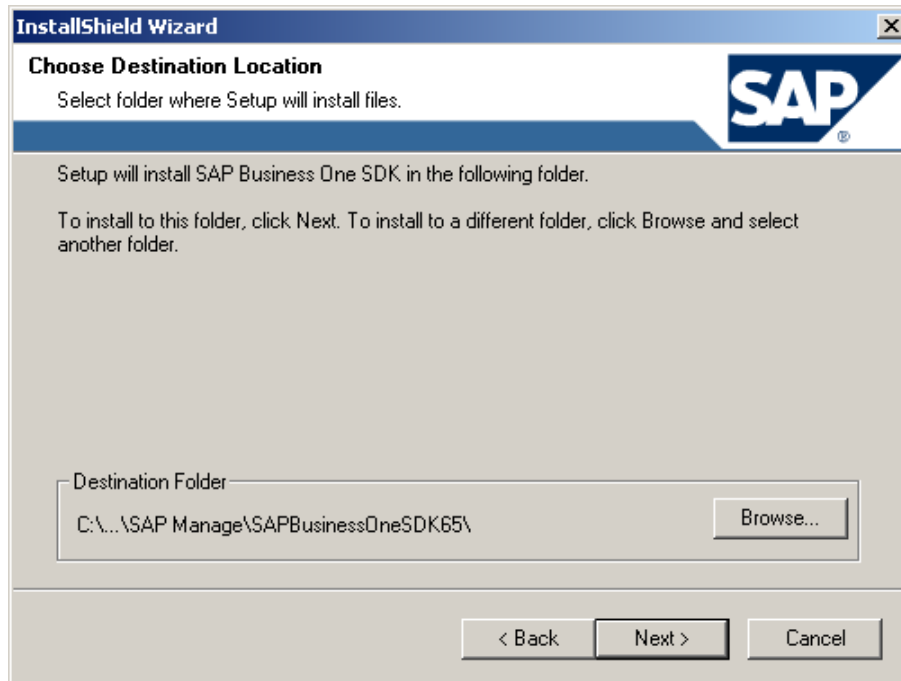 InstallShield Wizard
Choose Destination Location
Select folder where Setup will install files.
SAP
®
Setup will install SAP Business One SDK in the following folder.
To install to this folder, click Next. To install to a different folder, click Browse and select
another folder.
Destination Folder
C:\...\SAP Manage\SAPBusinessOneSDK65\
Browse...
< Back
Next >
Cancel